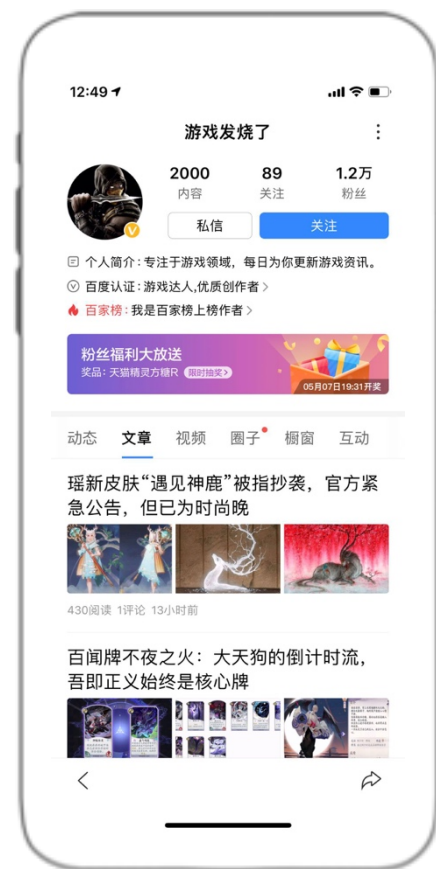 12:49
游戏发烧了
2000 89 1.2万
内容 关注 粉丝
私信 关注
个人简介:专注于游戏领域,每日为你更新游戏资讯。
百度认证:游戏达人,优质创作者
百家榜:我是百家榜上榜作者
粉丝福利大放送
奖品:天猫精灵方糖R 限时抽奖
05月07日19:31开奖
动态 文章 视频 圈子 橱窗 互动
瑶新皮肤“遇见神鹿”被指抄袭,官方紧
急公告,但已为时尚晚
430阅读 1评论 13小时前
百闻牌不夜之火:大天狗的倒计时流,
吾即正义始终是核心牌